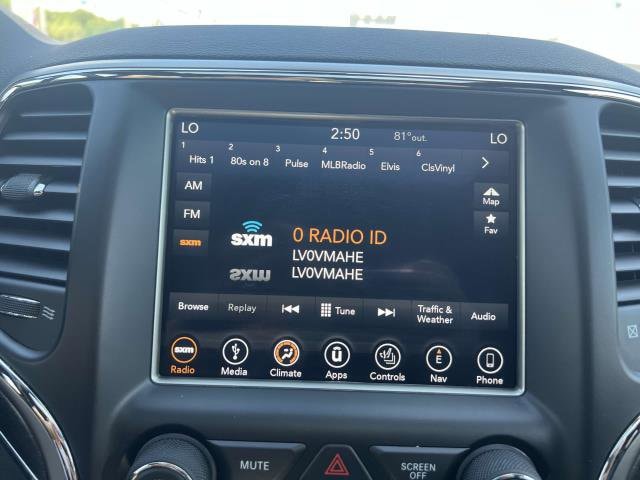 LO 2:50 81°out. LO
1 2 3 4 5 6
Hits 1 80s on 8 Pulse MLBRadio Elvis ClsVinyl
AM
Map
FM
Fav
sxm
sxm
0 RADIO ID
LV0VMAHE
LV0VMAHE
sxm
Browse Replay Tune Traffic & Weather Audio
sxm E
Radio Media Climate Apps Controls Nav Phone
MUTE
SCREEN
OFF